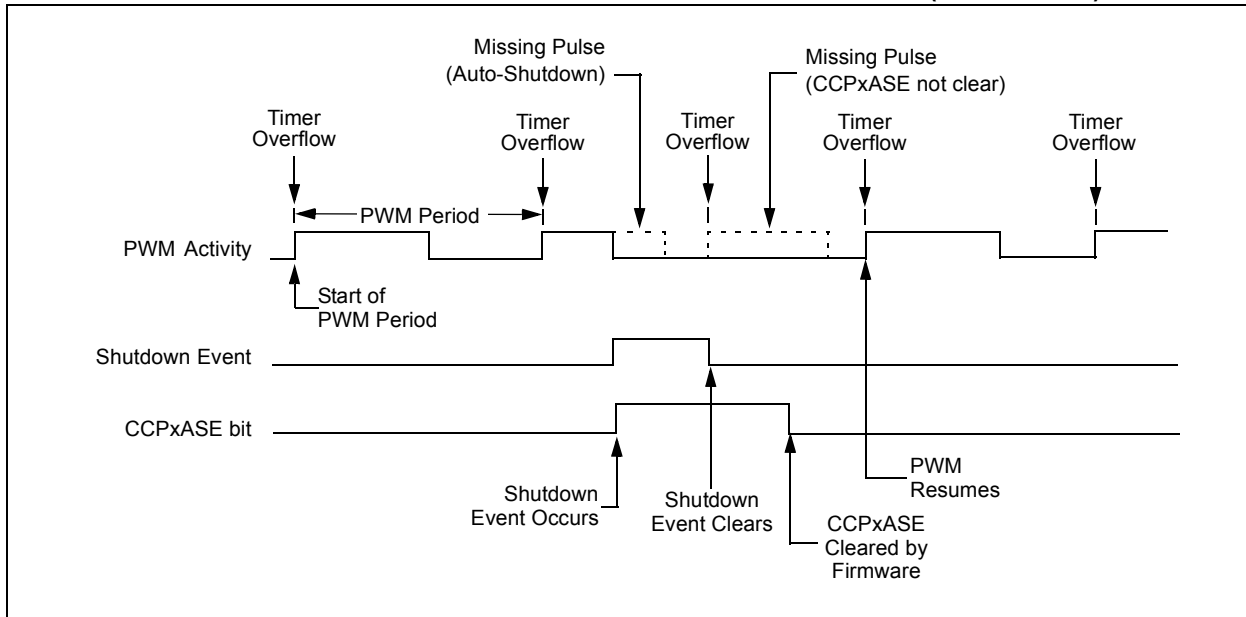 Missing Pulse
(Auto-Shutdown)
Missing Pulse
(CCPxASE not clear)
Timer
Overflow
Timer
Overflow
Timer
Overflow
Timer
Overflow
Timer
Overflow
PWM Period
PWM Activity
Start of
PWM Period
Shutdown Event
CCPxASE bit
Shutdown
Event Occurs
Shutdown
Event Clears
PWM
Resumes
CCPxASE
Cleared by
Firmware